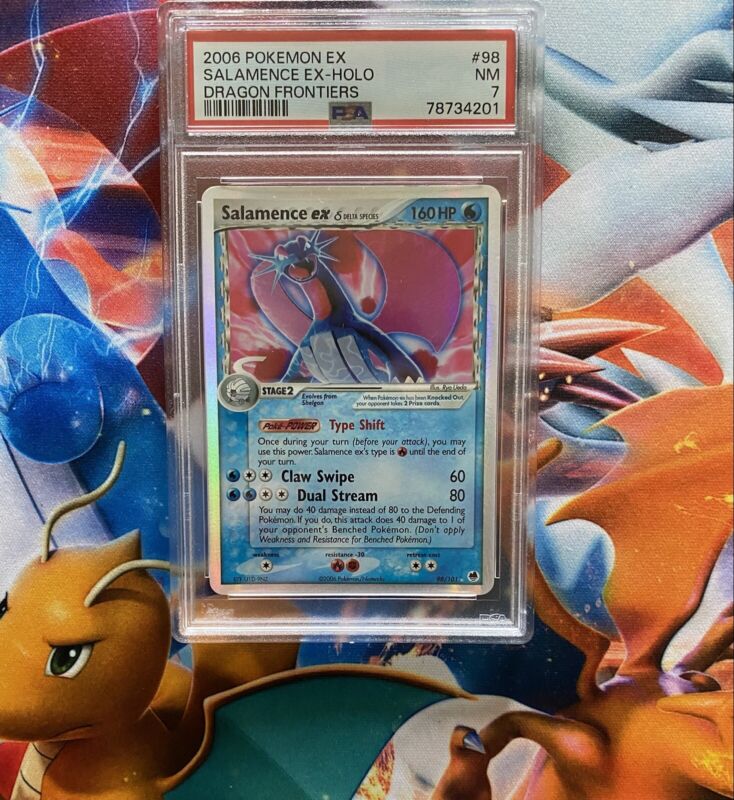 2006 POKEMON EX #98
SALAMENCE EX-HOLO NM
DRAGON FRONTIERS 7
PSA 78734201
Salamence ex δ DELTA SPECIES 160 HP
Illus. Ryo Ueda
STAGE 2 Evolves from Shelgon
When Pokémon ex has been Knocked Out,
your opponent takes 2 Prize cards.
Poké-POWER Type Shift
Once during your turn (before your attack), you may
use this power. Salamence ex's type is until the end of
your turn.
Claw Swipe 60
Dual Stream 80
You may do 40 damage instead of 80 to the Defending
Pokémon. If you do, this attack does 40 damage to 1 of
your opponent's Benched Pokémon. (Don't apply
Weakness and Resistance for Benched Pokémon.)
weakness resistance -30 retreat cost
©2006 Pokémon/Nintendo 98/101
PSA